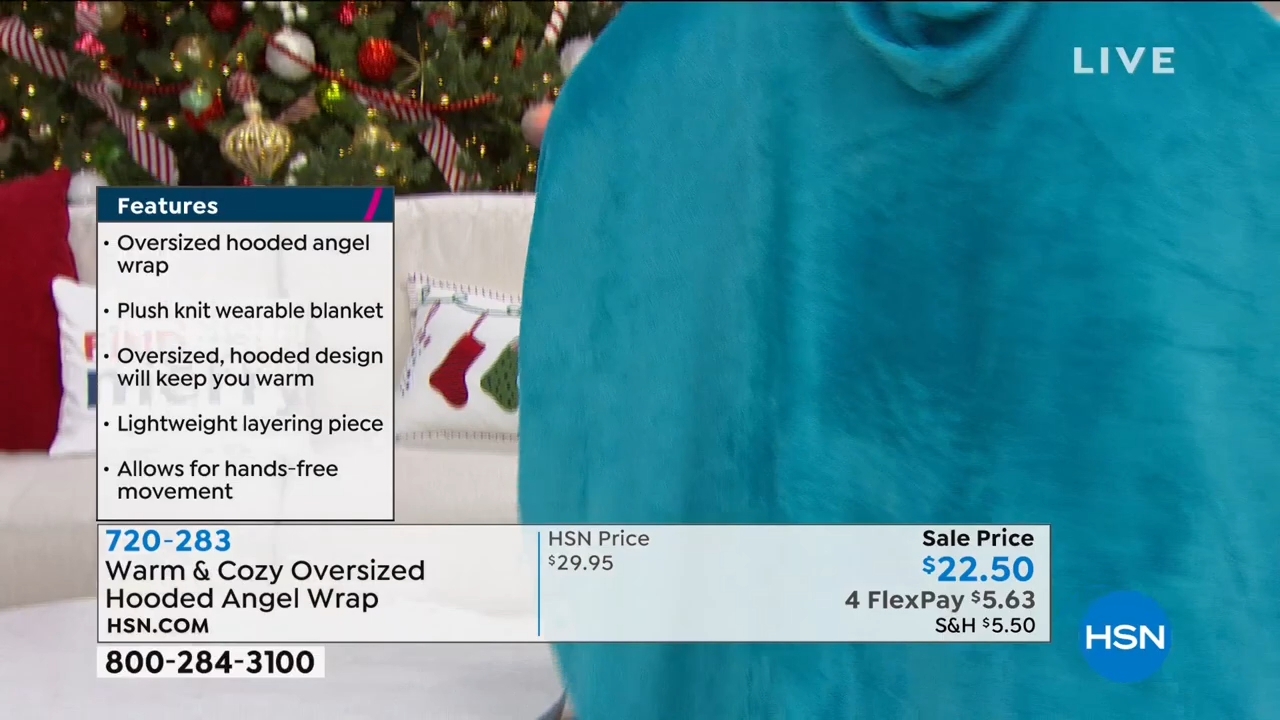 LIVE
Features
• Oversized hooded angel
wrap
• Plush knit wearable blanket
• Oversized, hooded design
will keep you warm
• Lightweight layering piece
• Allows for hands-free
movement
720-283
Warm & Cozy Oversized
Hooded Angel Wrap
HSN.COM
HSN Price
$29.95
Sale Price
$22.50
4 FlexPay $5.63
S&H $5.50
800-284-3100
HSN